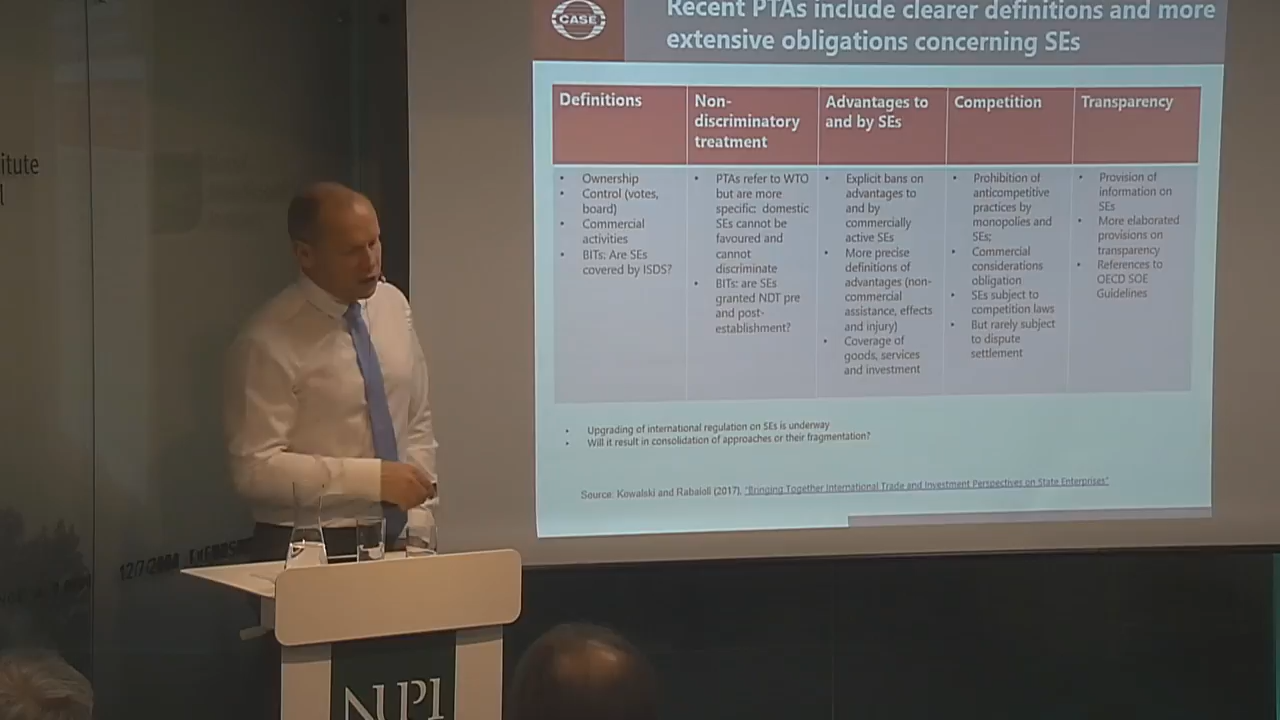 CASE
Recent PTAs include clearer definitions and more
extensive obligations concerning SEs
Definitions
Non-
discriminatory
treatment
Advantages to
and by SEs
Competition
Transparency
• Ownership
• Control (votes,
board)
• Commercial
activities
• BITs: Are SEs
covered by ISDS?
• PTAs refer to WTO
but are more
specific: domestic
SEs cannot be
favoured and
cannot
discriminate
• BITs: are SEs
granted NDT pre
and post-
establishment?
• Explicit bans on
advantages to
and by
commercially
active SEs
• More precise
definitions of
advantages (non-
commercial
assistance, effects
and injury)
• Coverage of
goods, services
and investment
• Prohibition of
anticompetitive
practices by
monopolies and
SEs;
• Commercial
considerations
obligation
• SEs subject to
competition laws
• But rarely subject
to dispute
settlement
• Provision of
information on
SEs
• More elaborated
provisions on
transparency
• References to
OECD SOE
Guidelines
• Upgrading of international regulation on SEs is underway
• Will it result in consolidation of approaches or their fragmentation?
Source: Kowalski and Rabaioli (2017), "Bringing Together International Trade and Investment Perspectives on State Enterprises"
itute
NUPI